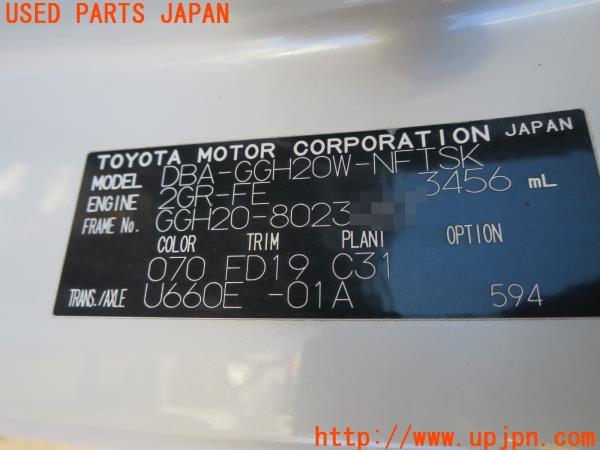 USED PARTS JAPAN
TOYOTA MOTOR CORPORATION JAPAN
MODEL DBA-GGH20W-NFTSK
ENGINE 2GR-FE 3456 mL
FRAME No. GGH20-8023
COLOR TRIM PLANT OPTION
070 FD19 C31
TRANS./AXLE U660E -01A 594
http://www.upjpn.com/